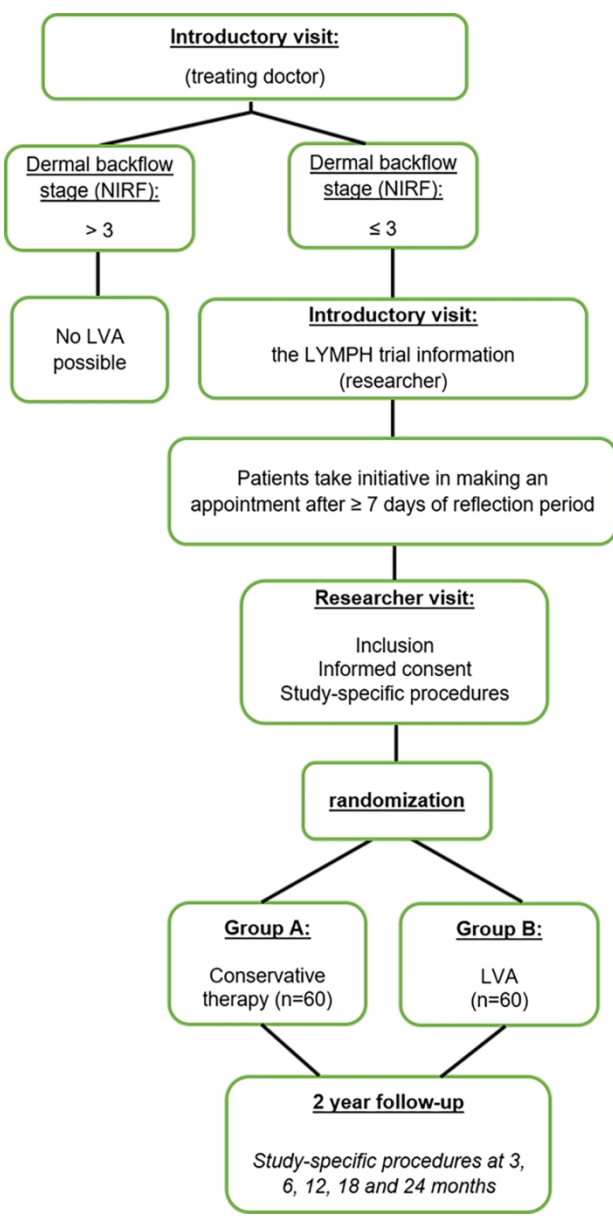 Introductory visit:
(treating doctor)
Dermal backflow
stage (NIRF):
> 3
Dermal backflow
stage (NIRF):
≤ 3
No LVA
possible
Introductory visit:
the LYMPH trial information
(researcher)
Patients take initiative in making an
appointment after ≥ 7 days of reflection period
Researcher visit:
Inclusion
Informed consent
Study-specific procedures
randomization
Group A:
Conservative
therapy (n=60)
Group B:
LVA
(n=60)
2 year follow-up
Study-specific procedures at 3,
6, 12, 18 and 24 months